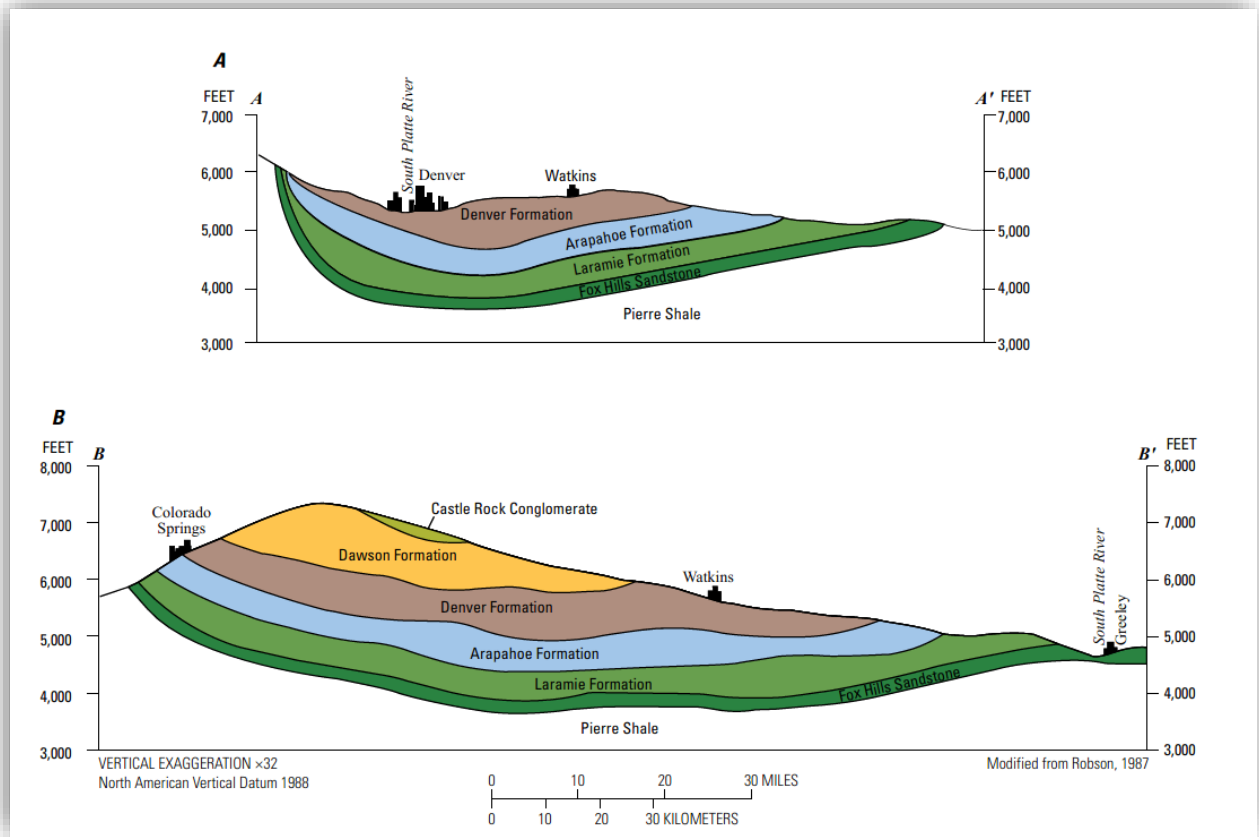 A
FEET A
A' FEET
7,000
7,000
South Platte River
6,000
6,000
Denver
Watkins
Denver Formation
5,000
5,000
Arapahoe Formation
Laramie Formation
4,000
4,000
Fox Hills Sandstone
Pierre Shale
3,000
3,000
B
FEET B
B' FEET
8,000
8,000
Castle Rock Conglomerate
Colorado
Springs
7,000
7,000
Dawson Formation
South Platte River
Greeley
6,000
6,000
Watkins
Denver Formation
5,000
5,000
Arapahoe Formation
Laramie Formation
4,000
4,000
Fox Hills Sandstone
Pierre Shale
3,000
3,000
VERTICAL EXAGGERATION ×32
North American Vertical Datum 1988
Modified from Robson, 1987
0 10 20 30 MILES
0 10 20 30 KILOMETERS